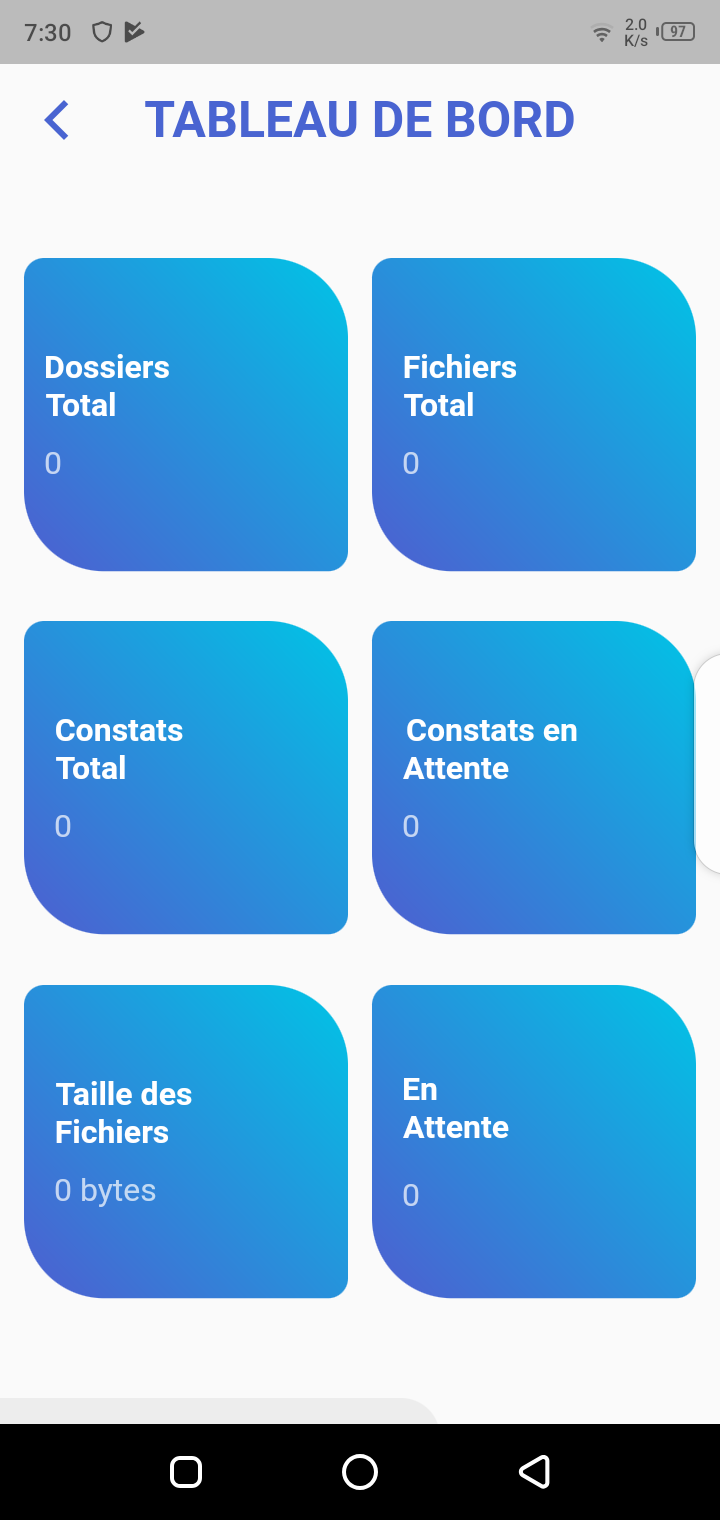 7:30
2.0
K/s
97
TABLEAU DE BORD
Dossiers
Total
0
Fichiers
Total
0
Constats
Total
0
Constats en
Attente
0
Taille des
Fichiers
0 bytes
En
Attente
0